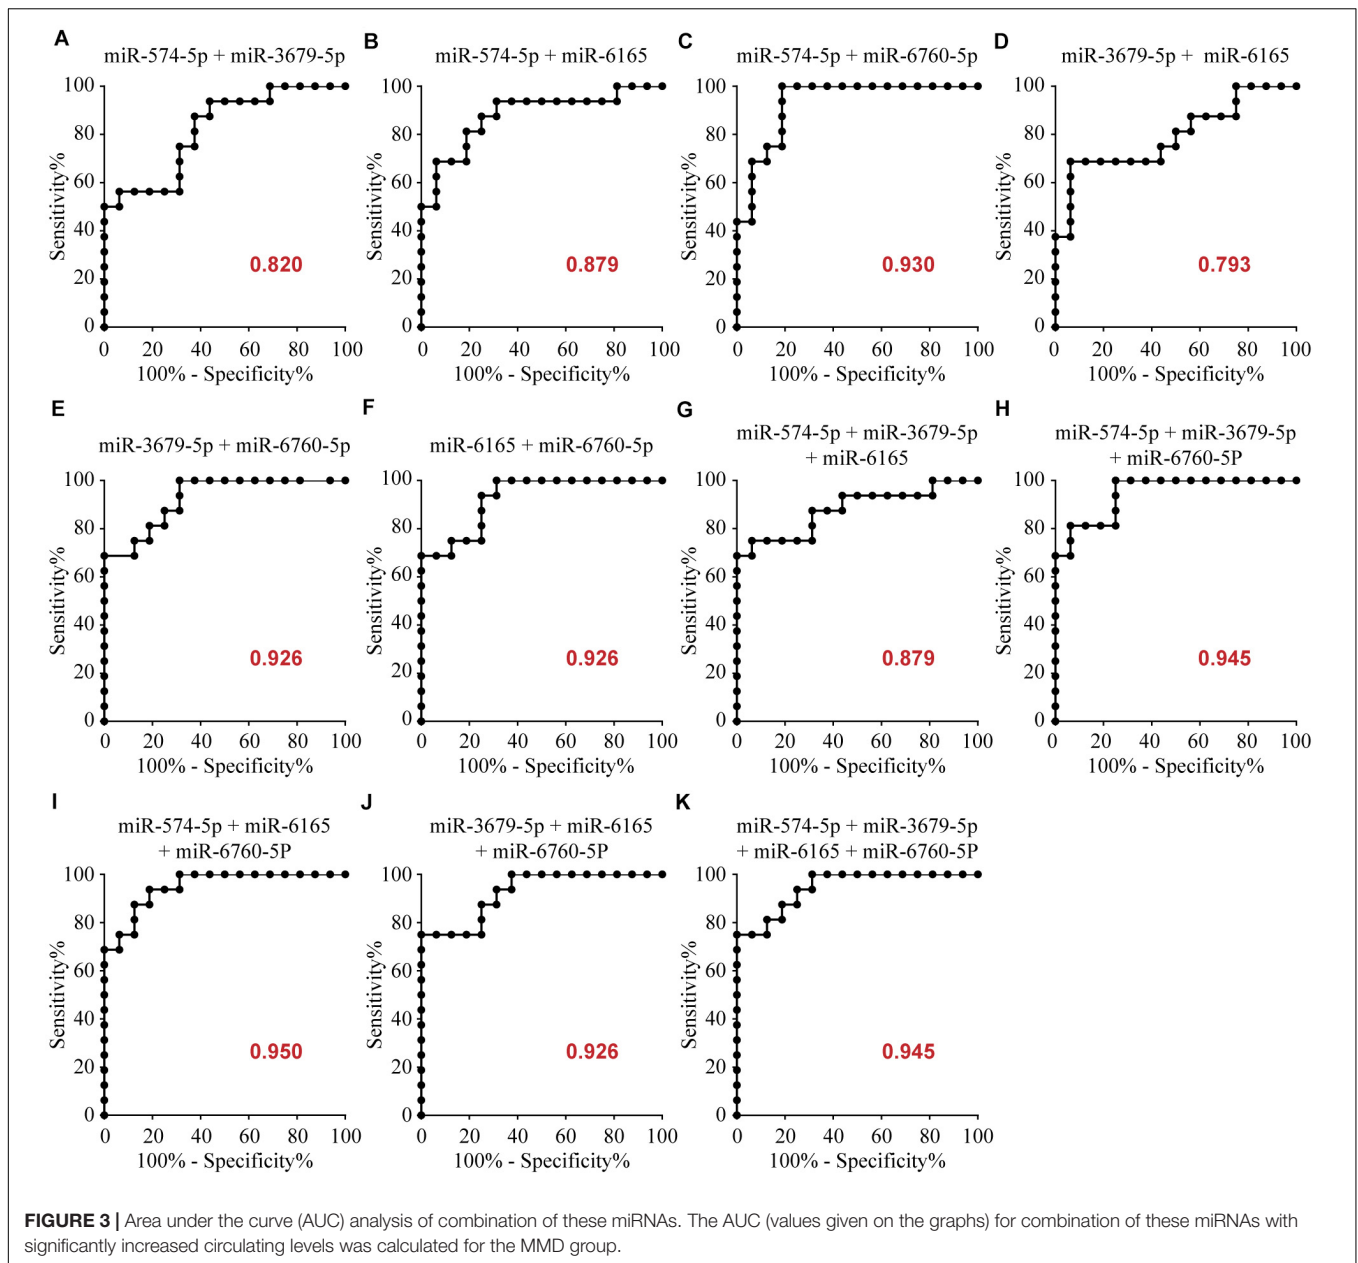 A
miR-574-5p + miR-3679-5p
100
80
60
40
20
0
Sensitivity%
0.820
0 20 40 60 80 100
100% - Specificity%
B
miR-574-5p + miR-6165
100
80
60
40
20
0
Sensitivity%
0.879
0 20 40 60 80 100
100% - Specificity%
C
miR-574-5p + miR-6760-5p
100
80
60
40
20
0
Sensitivity%
0.930
0 20 40 60 80 100
100% - Specificity%
D
miR-3679-5p + miR-6165
100
80
60
40
20
0
Sensitivity%
0.793
0 20 40 60 80 100
100% - Specificity%
E
miR-3679-5p + miR-6760-5p
100
80
60
40
20
0
Sensitivity%
0.926
0 20 40 60 80 100
100% - Specificity%
F
miR-6165 + miR-6760-5p
100
80
60
40
20
0
Sensitivity%
0.926
0 20 40 60 80 100
100% - Specificity%
G
miR-574-5p + miR-3679-5p
+ miR-6165
100
80
60
40
20
0
Sensitivity%
0.879
0 20 40 60 80 100
100% - Specificity%
H
miR-574-5p + miR-3679-5p
+ miR-6760-5P
100
80
60
40
20
0
Sensitivity%
0.945
0 20 40 60 80 100
100% - Specificity%
I
miR-574-5p + miR-6165
+ miR-6760-5P
100
80
60
40
20
0
Sensitivity%
0.950
0 20 40 60 80 100
100% - Specificity%
J
miR-3679-5p + miR-6165
+ miR-6760-5P
100
80
60
40
20
0
Sensitivity%
0.926
0 20 40 60 80 100
100% - Specificity%
K
miR-574-5p + miR-3679-5p
+ miR-6165 + miR-6760-5P
100
80
60
40
20
0
Sensitivity%
0.945
0 20 40 60 80 100
100% - Specificity%
FIGURE 3 | Area under the curve (AUC) analysis of combination of these miRNAs. The AUC (values given on the graphs) for combination of these miRNAs with
significantly increased circulating levels was calculated for the MMD group.